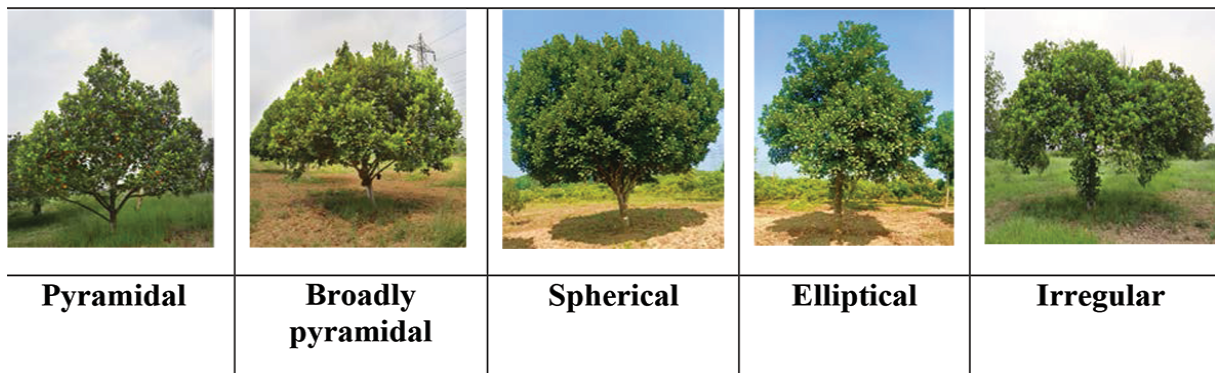 Pyramidal
Broadly
pyramidal
Spherical
Elliptical
Irregular